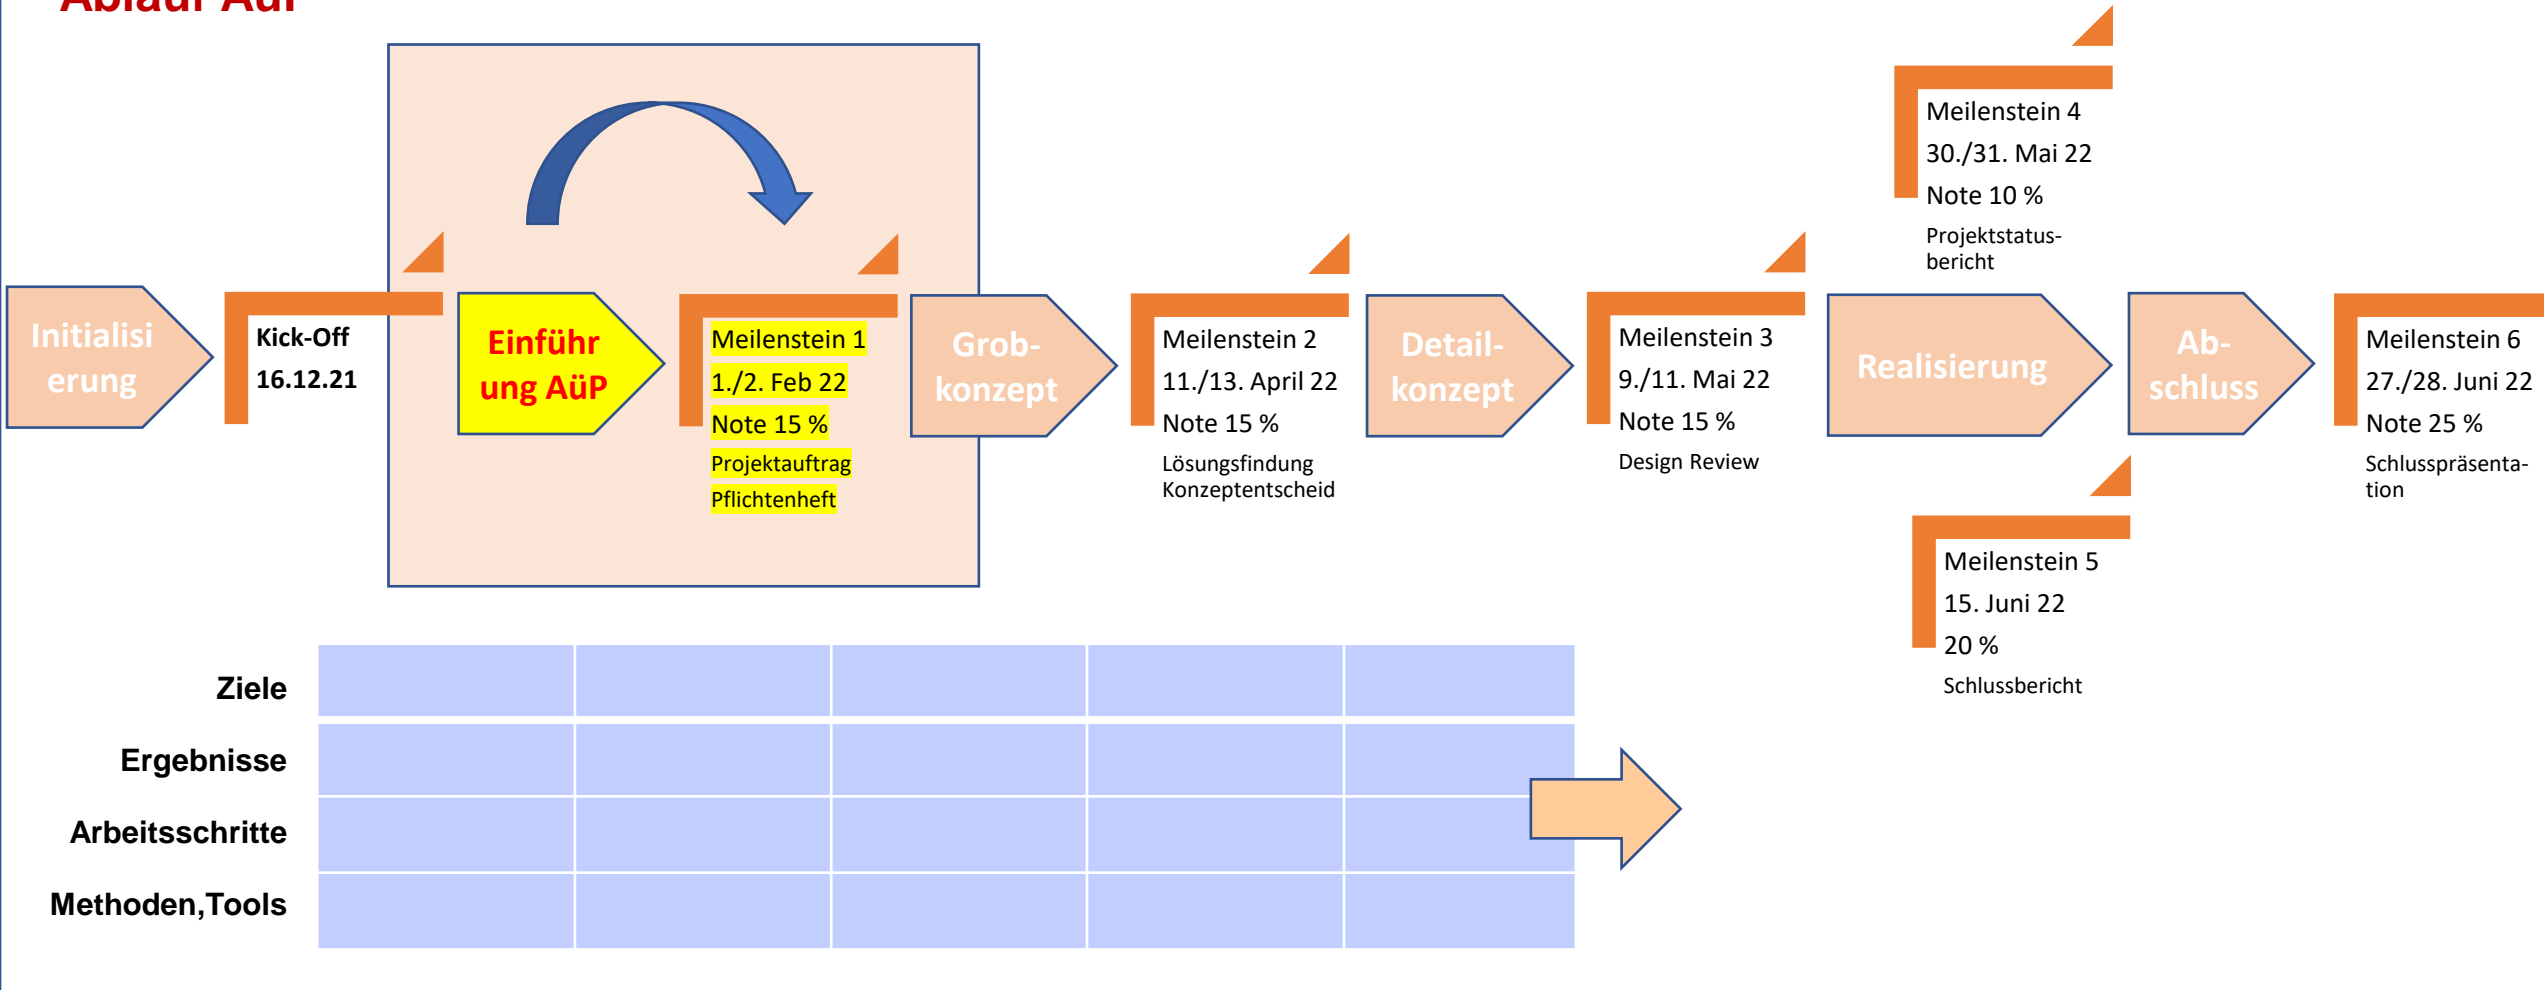 Ablauf AüP
Initialisi
erung
Kick-Off
16.12.21
Einführ
ung AüP
Meilenstein 1
1./2. Feb 22
Note 15 %
Projektauftrag
Pflichtenheft
Grob-
konzept
Meilenstein 2
11./13. April 22
Note 15 %
Lösungsfindung
Konzeptentscheid
Detail-
konzept
Meilenstein 3
9./11. Mai 22
Note 15 %
Design Review
Realisierung
Meilenstein 4
30./31. Mai 22
Note 10 %
Projektstatus-
bericht
Meilenstein 5
15. Juni 22
20 %
Schlussbericht
Ab-
schluss
Meilenstein 6
27./28. Juni 22
Note 25 %
Schlusspräsenta-
tion
Ziele
Ergebnisse
Arbeitsschritte
Methoden,Tools